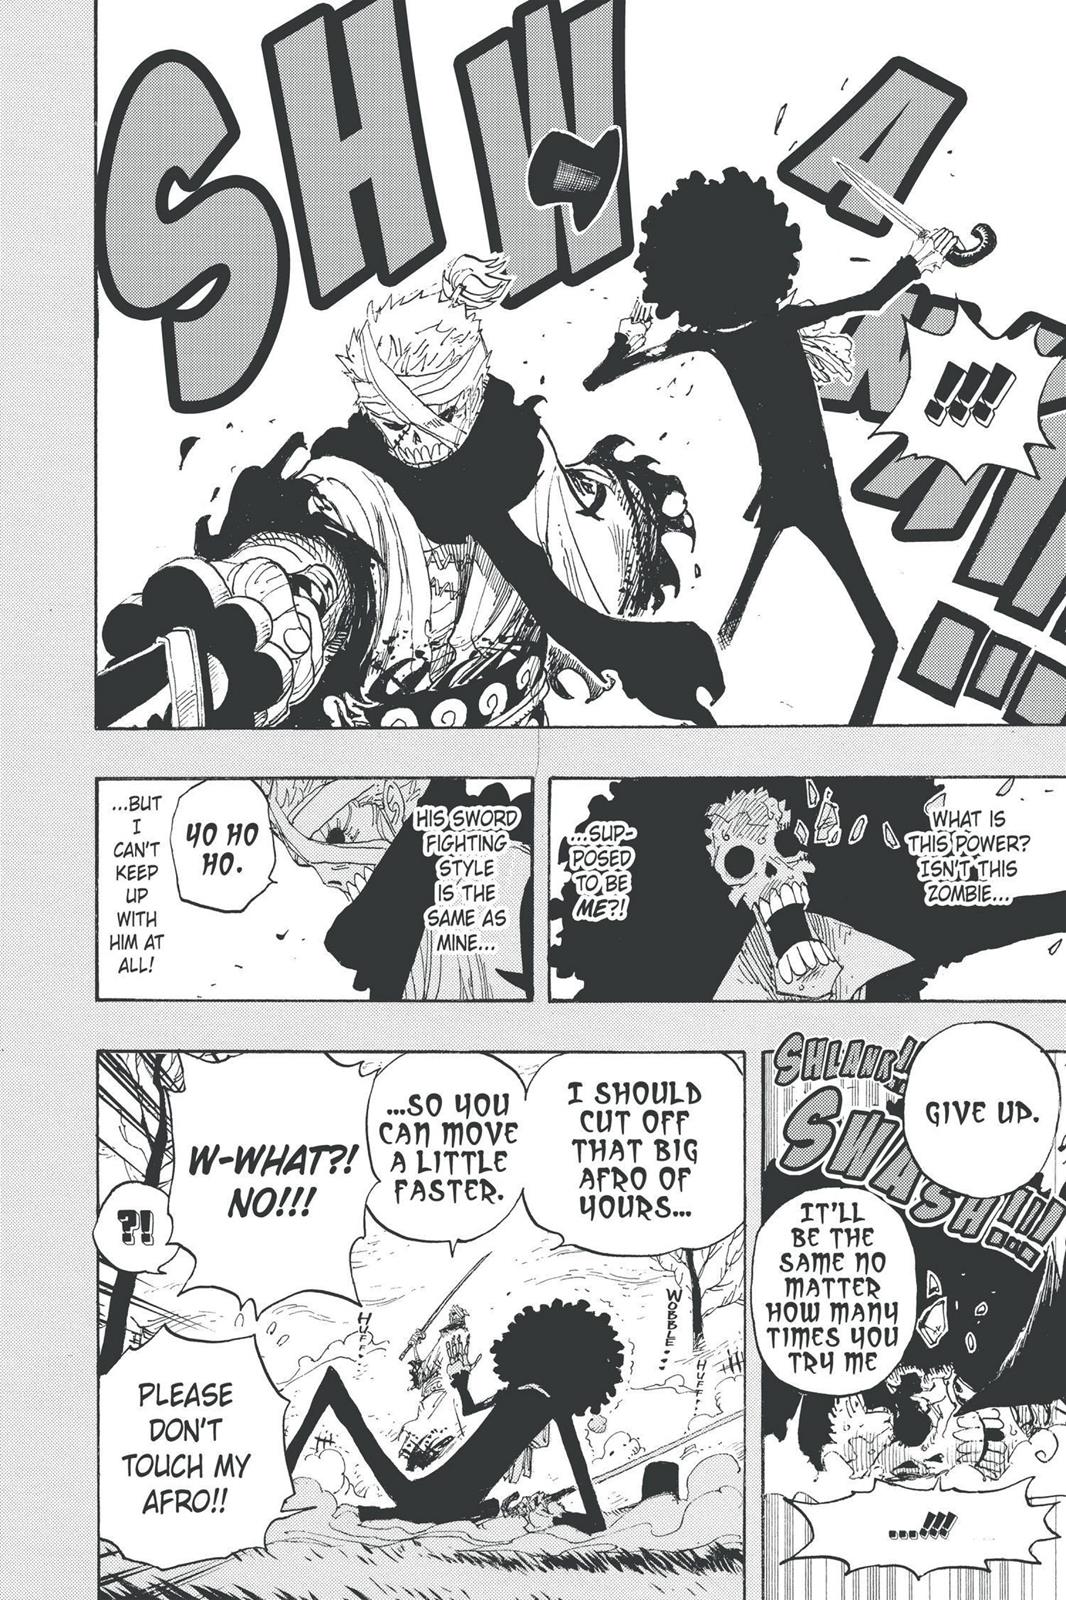 SHWA
!!!
WHAT IS
THIS POWER?
ISN'T THIS
ZOMBIE...
...SUP-
POSED
TO BE
ME?!
HIS SWORD
FIGHTING
STYLE
IS THE
SAME AS
MINE...
YO HO
HO.
...BUT
I
CAN'T
KEEP
UP
WITH
HIM AT
ALL!
GIVE UP.
SWASH!!!
IT'LL
BE THE
SAME NO
MATTER
HOW MANY
TIMES YOU
TRY ME
...!!!
I SHOULD
CUT OFF
THAT BIG
AFRO OF
YOURS...
...SO YOU
CAN MOVE
A LITTLE
FASTER.
W-WHAT?!
NO!!!
?!
WOBBLE...
HUFF...
HUFF...
PLEASE
DON'T
TOUCH MY
AFRO!!